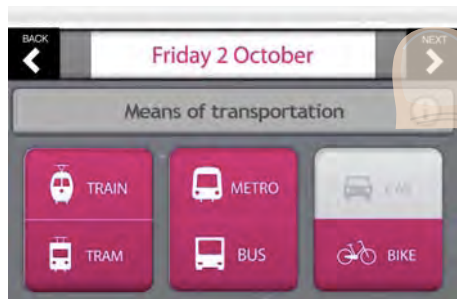 BACK
Friday 2 October
NEXT
Means of transportation
TRAIN
METRO
CAR
TRAM
BUS
BIKE